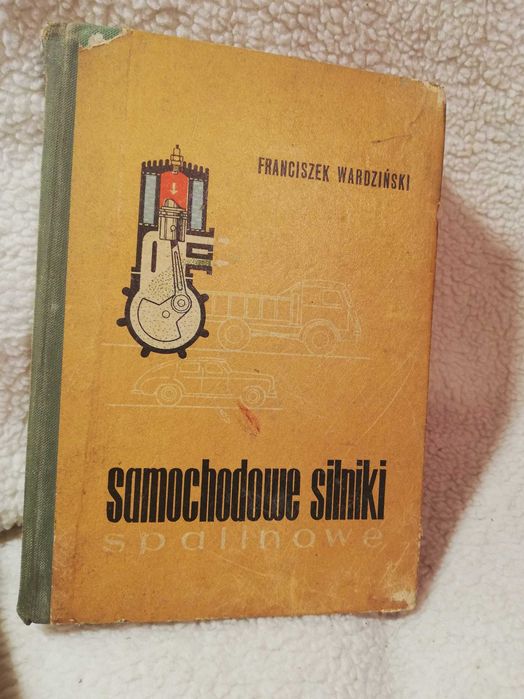 FRANCISZEK WARDZIŃSKI
samochodowe silniki
spalinowe